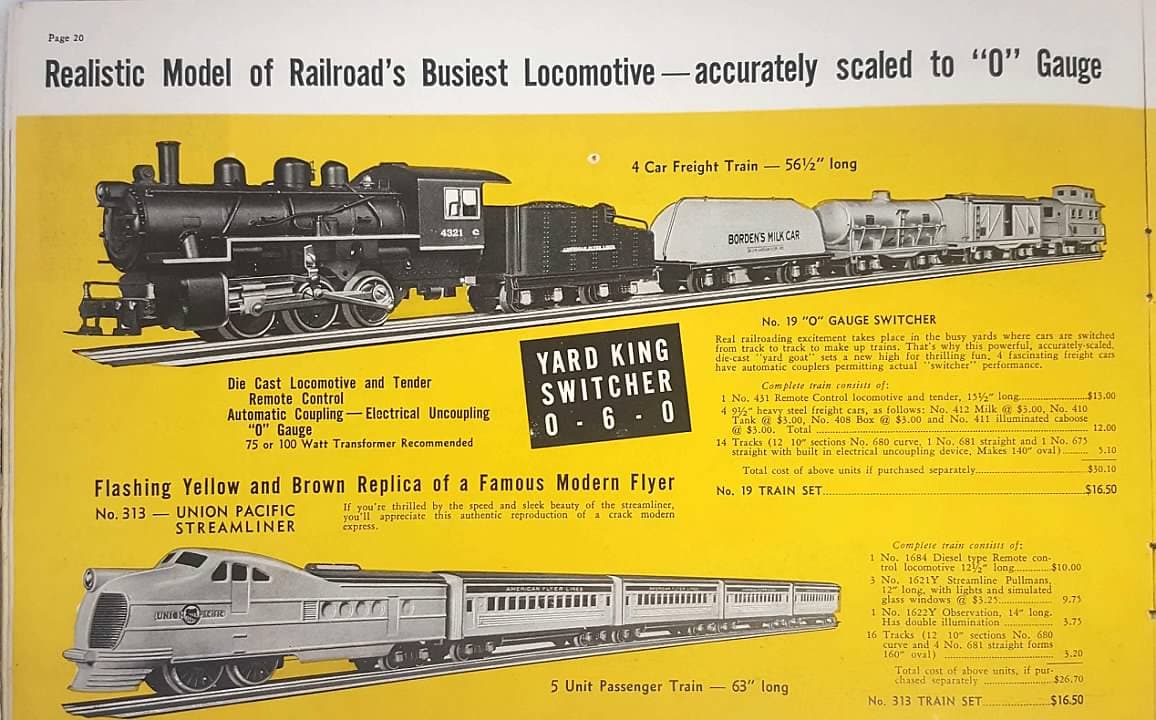 Page 20
Realistic Model of Railroad's Busiest Locomotive — accurately scaled to "O" Gauge
4 Car Freight Train — 56½" long
4321 C
BORDEN'S MILK CAR
YARD KING
SWITCHER
0 - 6 - 0
Die Cast Locomotive and Tender
Remote Control
Automatic Coupling — Electrical Uncoupling
"O" Gauge
75 or 100 Watt Transformer Recommended
No. 19 "O" GAUGE SWITCHER
Real railroading excitement takes place in the busy yards where cars are switched
from track to track to make up trains. That's why this powerful, accurately-scaled,
die-cast "yard goat" sets a new high for thrilling fun. 4 fascinating freight cars
have automatic couplers permitting actual "switcher" performance.
Complete train consists of:
1 No. 431 Remote Control locomotive and tender, 15½" long....................$13.00
4 9½" heavy steel freight cars, as follows: No. 412 Milk @ $3.00, No. 410
Tank @ $3.00, No. 408 Box @ $3.00 and No. 411 illuminated caboose
@ $3.00. Total .................... 12.00
14 Tracks (12 10" sections No. 680 curve, 1 No. 681 straight and 1 No. 675
straight with built in electrical uncoupling device, Makes 140" oval).......... 5.10
Total cost of above units if purchased separately....................$30.10
No. 19 TRAIN SET....................$16.50
Flashing Yellow and Brown Replica of a Famous Modern Flyer
No. 313 — UNION PACIFIC
STREAMLINER
If you're thrilled by the speed and sleek beauty of the streamliner,
you'll appreciate this authentic reproduction of a crack modern
express.
UNION PACIFIC
AMERICAN FLYER LINES
AMERICAN FLYER LINES
5 Unit Passenger Train — 63" long
Complete train consists of:
1 No. 1684 Diesel type Remote con-
trol locomotive 12½" long..........$10.00
3 No. 1621Y Streamline Pullmans,
12" long, with lights and simulated
glass windows @ $3.25.............. 9.75
1 No. 1622Y Observation, 14" long.
Has double illumination .............. 3.75
16 Tracks (12 10" sections No. 680
curve and 4 No. 681 straight forms
160" oval) .............................. 3.20
Total cost of above units, if pur-
chased separately ....................$26.70
No. 313 TRAIN SET....................$16.50